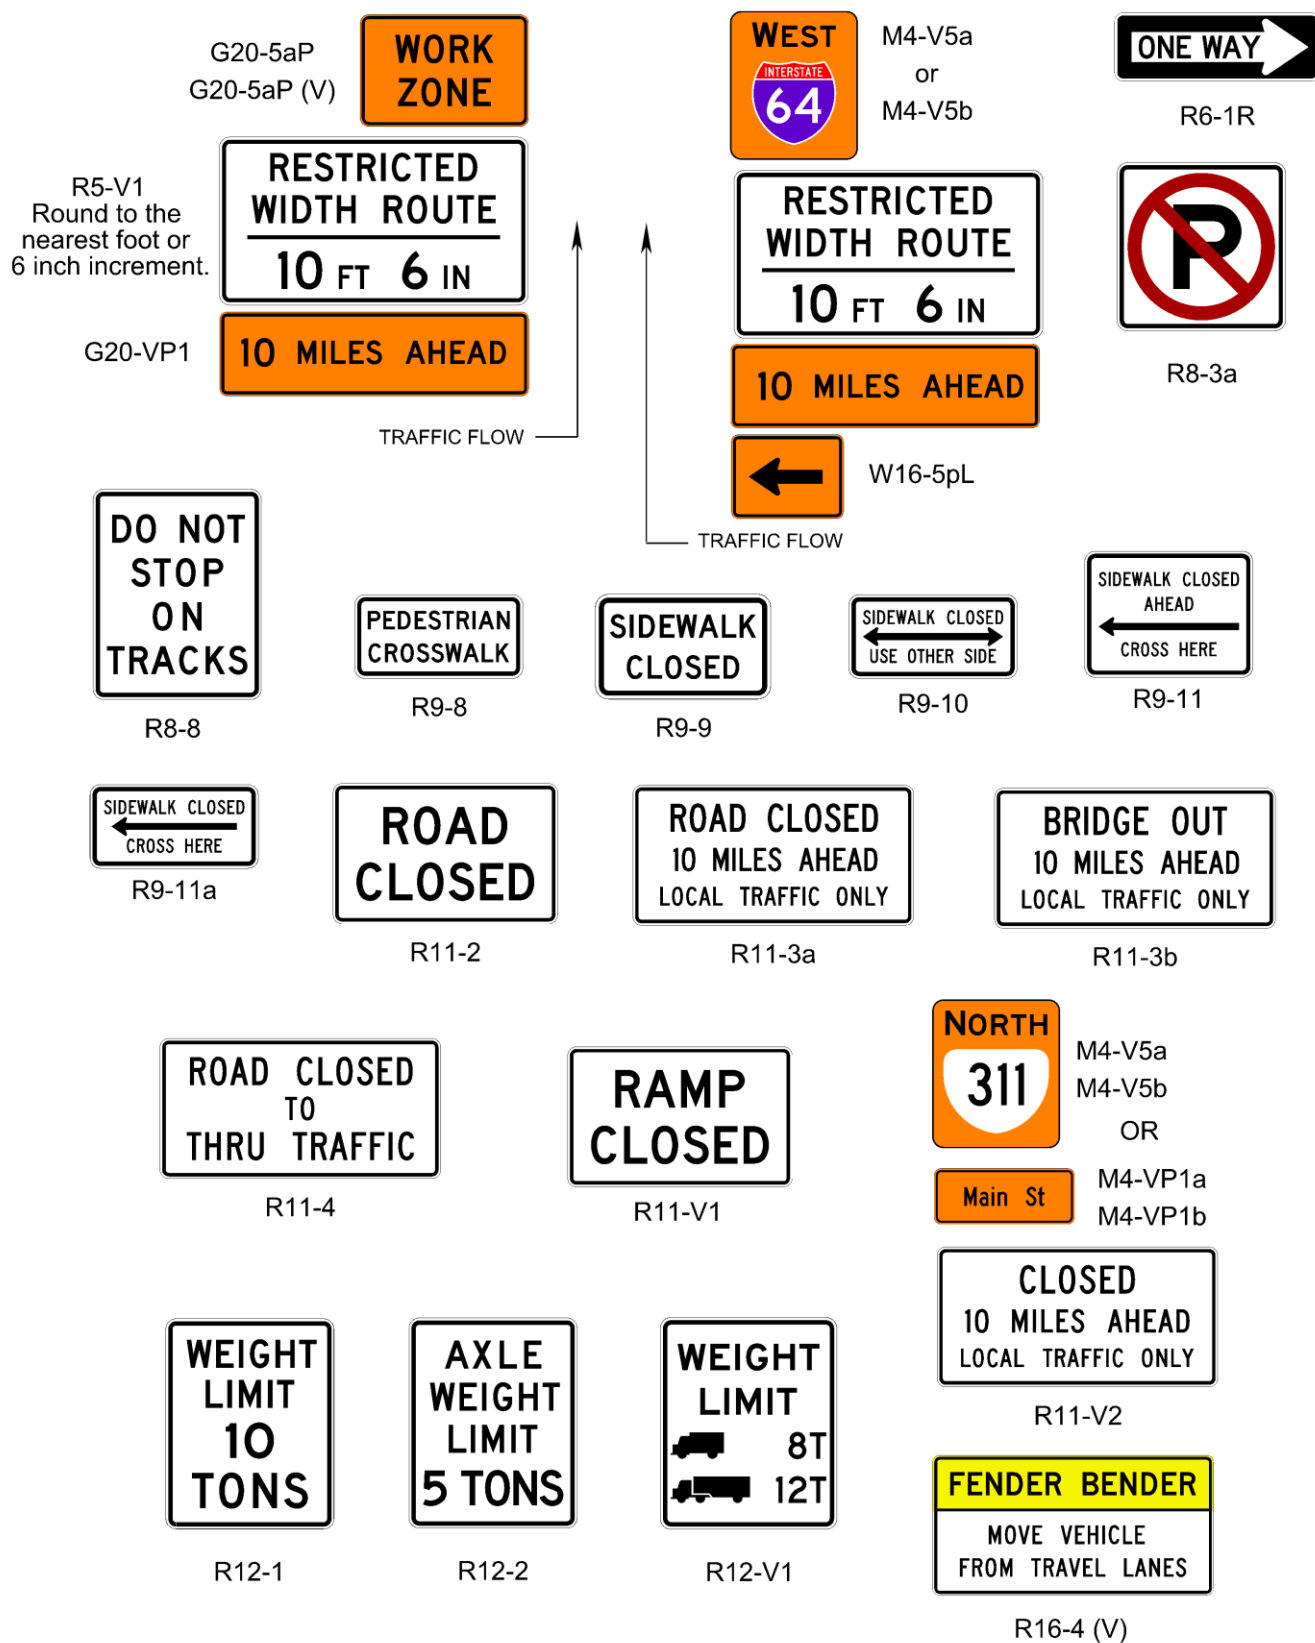 G20-5aP
G20-5aP (V)
WORK
ZONE
R5-V1
Round to the
nearest foot or
6 inch increment.
RESTRICTED
WIDTH ROUTE
10 FT 6 IN
G20-VP1
10 MILES AHEAD
TRAFFIC FLOW
WEST
INTERSTATE
64
M4-V5a
or
M4-V5b
RESTRICTED
WIDTH ROUTE
10 FT 6 IN
10 MILES AHEAD
W16-5pL
TRAFFIC FLOW
ONE WAY
R6-1R
P
R8-3a
DO NOT
STOP
ON
TRACKS
R8-8
PEDESTRIAN
CROSSWALK
R9-8
SIDEWALK
CLOSED
R9-9
SIDEWALK CLOSED
USE OTHER SIDE
R9-10
SIDEWALK CLOSED
AHEAD
CROSS HERE
R9-11
SIDEWALK CLOSED
CROSS HERE
R9-11a
ROAD
CLOSED
R11-2
ROAD CLOSED
10 MILES AHEAD
LOCAL TRAFFIC ONLY
R11-3a
BRIDGE OUT
10 MILES AHEAD
LOCAL TRAFFIC ONLY
R11-3b
ROAD CLOSED
TO
THRU TRAFFIC
R11-4
RAMP
CLOSED
R11-V1
NORTH
311
M4-V5a
M4-V5b
OR
Main St
M4-VP1a
M4-VP1b
CLOSED
10 MILES AHEAD
LOCAL TRAFFIC ONLY
R11-V2
WEIGHT
LIMIT
10
TONS
R12-1
AXLE
WEIGHT
LIMIT
5 TONS
R12-2
WEIGHT
LIMIT
8T
12T
R12-V1
FENDER BENDER
MOVE VEHICLE
FROM TRAVEL LANES
R16-4 (V)